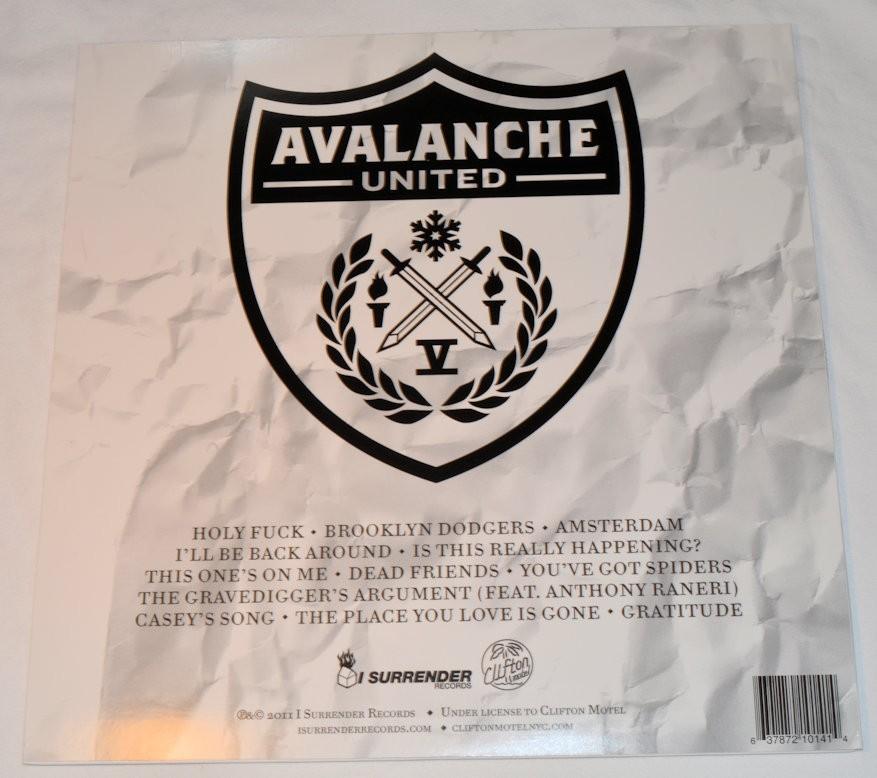 AVALANCHE
UNITED
V
HOLY FUCK • BROOKLYN DODGERS • AMSTERDAM
I'LL BE BACK AROUND • IS THIS REALLY HAPPENING?
THIS ONE'S ON ME • DEAD FRIENDS • YOU'VE GOT SPIDERS
THE GRAVEDIGGER'S ARGUMENT (FEAT. ANTHONY RANERI)
CASEY'S SONG • THE PLACE YOU LOVE IS GONE • GRATITUDE
I SURRENDER
RECORDS
Clifton
Motel
℗&© 2011 I Surrender Records ♦ Under license to Clifton Motel
isurrenderrecords.com ♦ cliftonmotelnyc.com
6 37872 10141 4